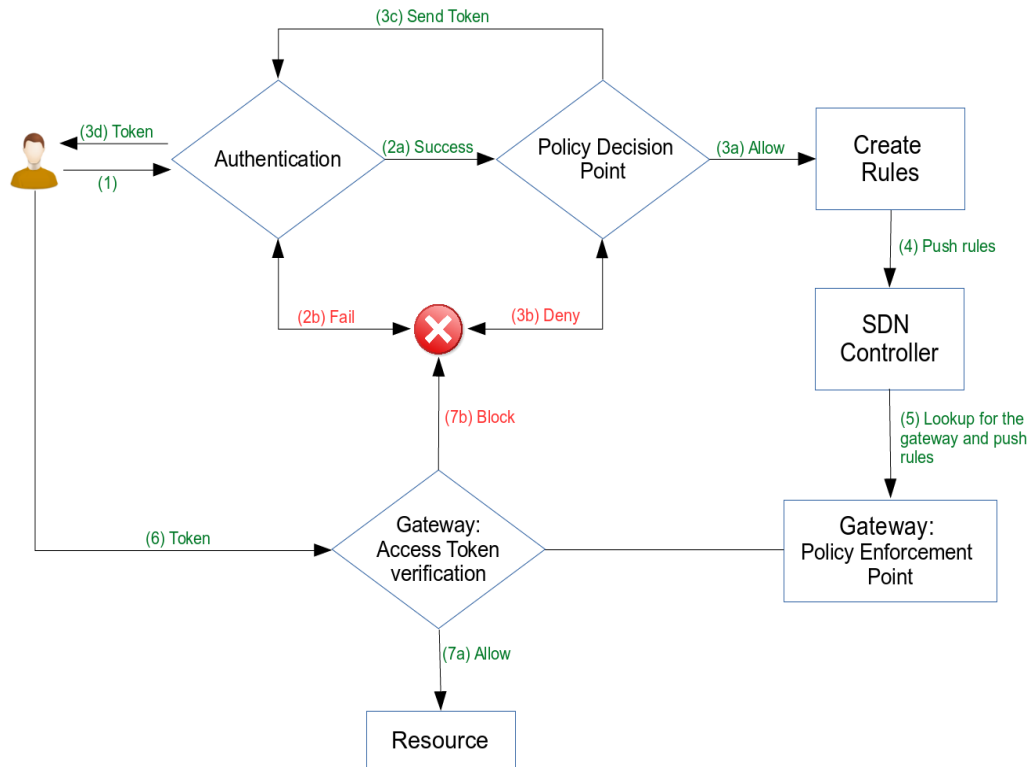 (3c) Send Token
(3d) Token
(1)
Authentication
(2a) Success
Policy Decision
Point
(3a) Allow
Create
Rules
(4) Push rules
(2b) Fail
(3b) Deny
SDN
Controller
(7b) Block
(5) Lookup for the
gateway and push
rules
(6) Token
Gateway:
Access Token
verification
Gateway:
Policy Enforcement
Point
(7a) Allow
Resource